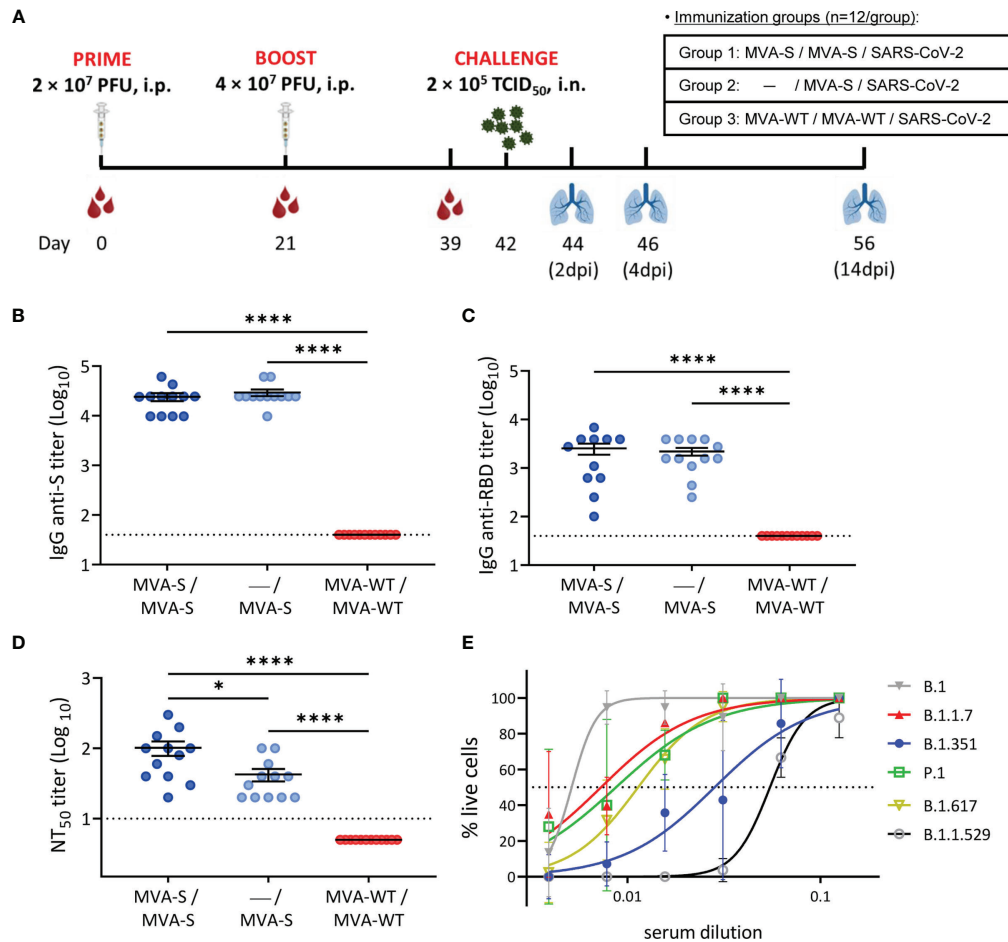 A
• Immunization groups (n=12/group):
Group 1: MVA-S / MVA-S / SARS-CoV-2
Group 2: — / MVA-S / SARS-CoV-2
Group 3: MVA-WT / MVA-WT / SARS-CoV-2
PRIME BOOST CHALLENGE
2 × 10⁷ PFU, i.p. 4 × 10⁷ PFU, i.p. 2 × 10⁵ TCID₅₀, i.n.
Day 0 21 39 42 44 46 56
(2dpi) (4dpi) (14dpi)
B
****
****
IgG anti-S titer (Log₁₀)
5
4
3
2
1
MVA-S / —/ MVA-WT /
MVA-S MVA-S MVA-WT
C
****
****
IgG anti-RBD titer (Log₁₀)
5
4
3
2
1
MVA-S / —/ MVA-WT /
MVA-S MVA-S MVA-WT
D
****
* ****
NT₅₀ titer (Log ₁₀)
3
2
1
MVA-S / —/ MVA-WT /
MVA-S MVA-S MVA-WT
E
% live cells
100
80
60
40
20
0
0.01 0.1
serum dilution
B.1
B.1.1.7
B.1.351
P.1
B.1.617
B.1.1.529